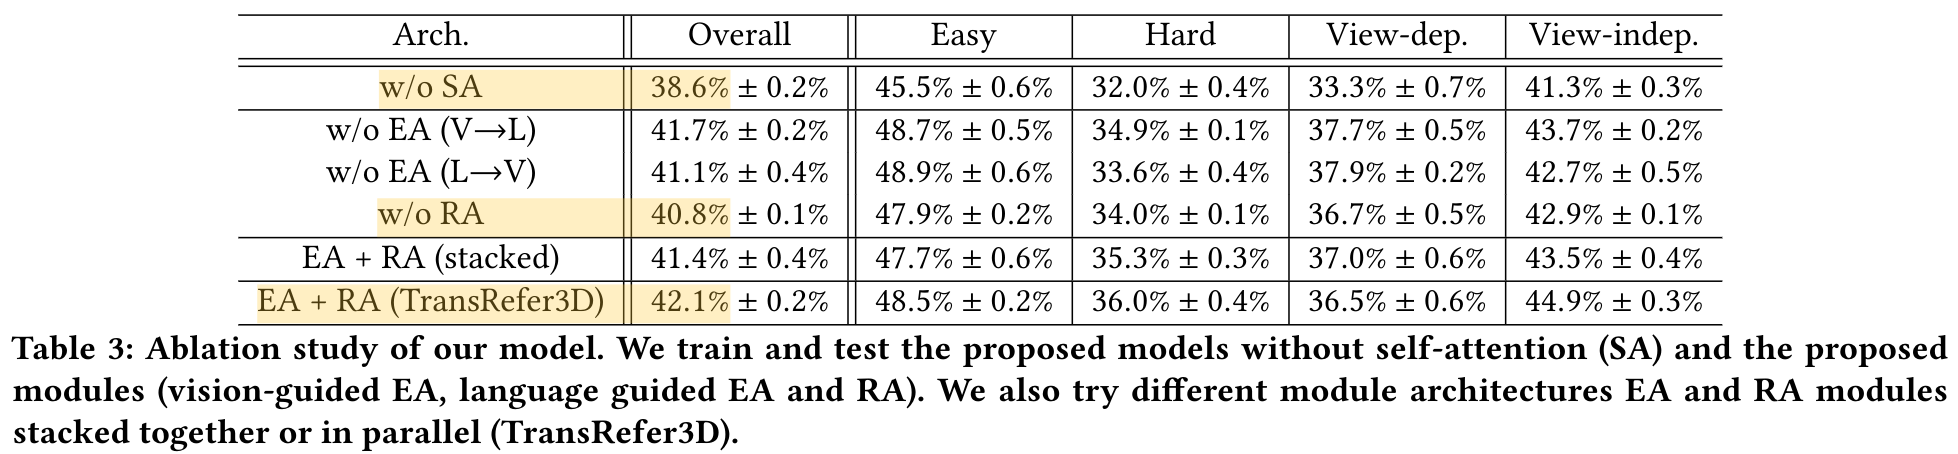 Arch. Overall Easy Hard View-dep. View-indep.
w/o SA 38.6% ± 0.2% 45.5% ± 0.6% 32.0% ± 0.4% 33.3% ± 0.7% 41.3% ± 0.3%
w/o EA (V→L) 41.7% ± 0.2% 48.7% ± 0.5% 34.9% ± 0.1% 37.7% ± 0.5% 43.7% ± 0.2%
w/o EA (L→V) 41.1% ± 0.4% 48.9% ± 0.6% 33.6% ± 0.4% 37.9% ± 0.2% 42.7% ± 0.5%
w/o RA 40.8% ± 0.1% 47.9% ± 0.2% 34.0% ± 0.1% 36.7% ± 0.5% 42.9% ± 0.1%
EA + RA (stacked) 41.4% ± 0.4% 47.7% ± 0.6% 35.3% ± 0.3% 37.0% ± 0.6% 43.5% ± 0.4%
EA + RA (TransRefer3D) 42.1% ± 0.2% 48.5% ± 0.2% 36.0% ± 0.4% 36.5% ± 0.6% 44.9% ± 0.3%
Table 3: Ablation study of our model. We train and test the proposed models without self-attention (SA) and the proposed
modules (vision-guided EA, language guided EA and RA). We also try different module architectures EA and RA modules
stacked together or in parallel (TransRefer3D).